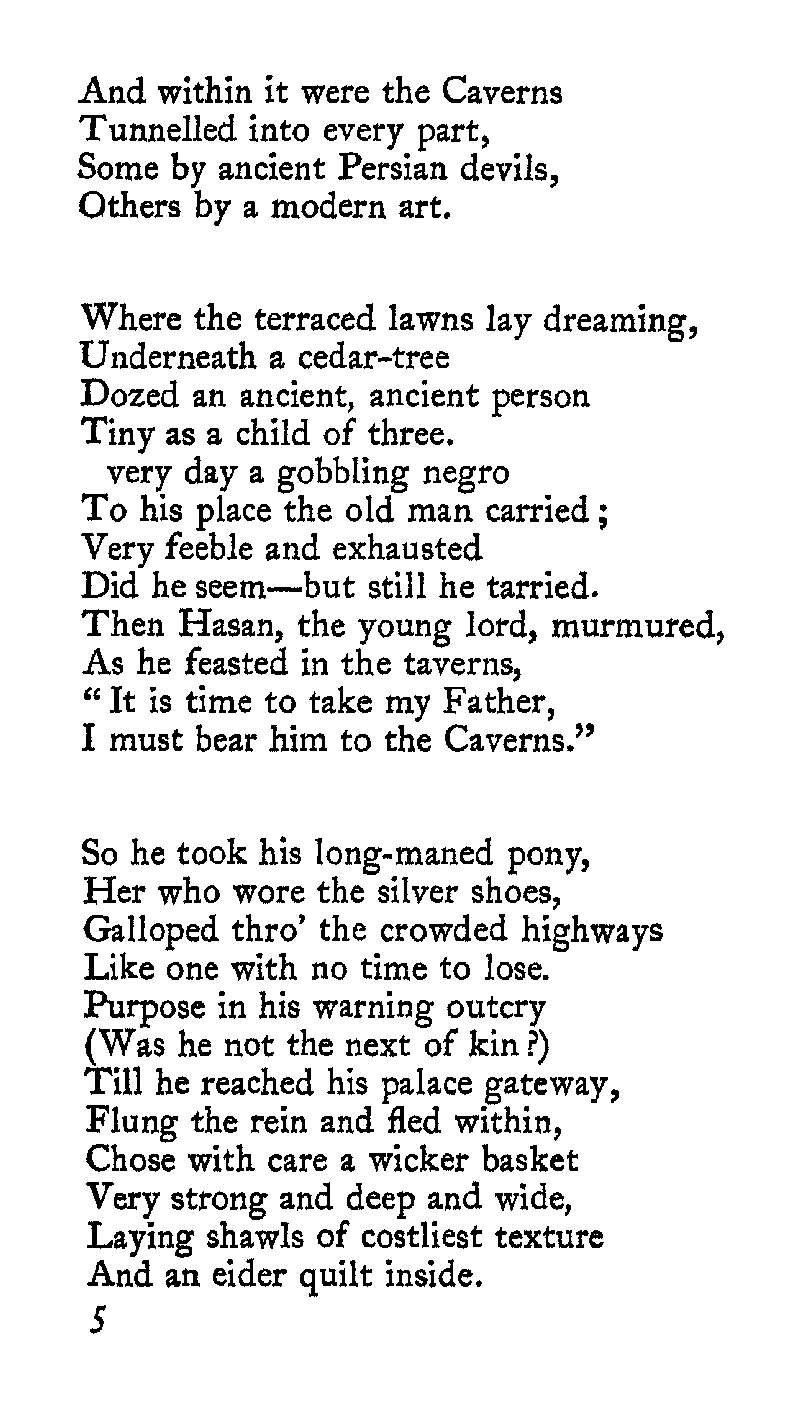 And within it were the Caverns
Tunnelled into every part,
Some by ancient Persian devils,
Others by a modern art.

Where the terraced lawns lay dreaming,
Underneath a cedar-tree
Dozed an ancient, ancient person
Tiny as a child of three.
very day a gobbling negro
To his place the old man carried;
Very feeble and exhausted
Did he seem—but still he tarried.
Then Hasan, the young lord, murmured,
As he feasted in the taverns,
“ It is time to take my Father,
I must bear him to the Caverns.”

So he took his long-maned pony,
Her who wore the silver shoes,
Galloped thro’ the crowded highways
Like one with no time to lose.
Purpose in his warning outcry
(Was he not the next of kin?)
Till he reached his palace gateway,
Flung the rein and fled within,
Chose with care a wicker basket
Very strong and deep and wide,
Laying shawls of costliest texture
And an eider quilt inside.
5